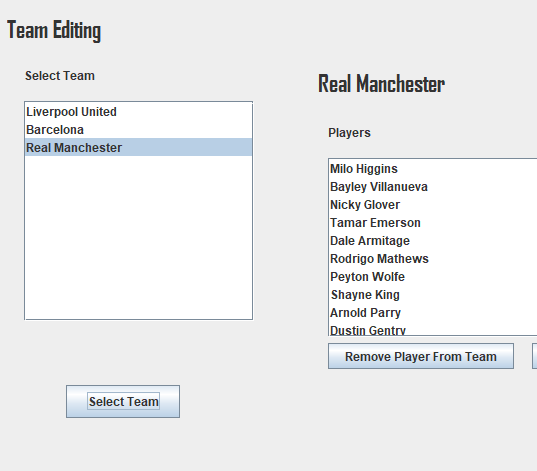 Team Editing
Select Team
Liverpool United
Barcelona
Real Manchester
Select Team
Real Manchester
Players
Milo Higgins
Bayley Villanueva
Nicky Glover
Tamar Emerson
Dale Armitage
Rodrigo Mathews
Peyton Wolfe
Shayne King
Arnold Parry
Dustin Gentry
Remove Player From Team